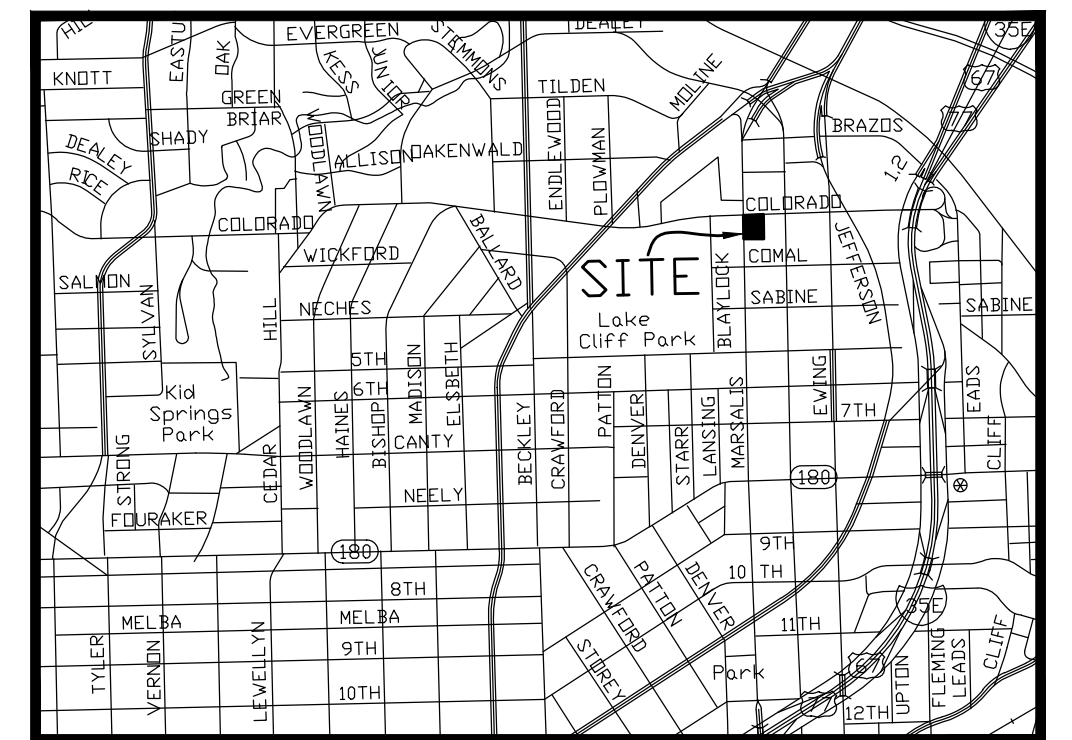 EVERGREEN
DEALEY
35E
EASTU
OAK
KESS
JUNIOR
STEMMONS
KNOTT
67
TILDEN
MOLINE
GREEN
BRIAR
77
SHADY
WOODLAWN
BRAZOS
DEALEY
ALLISON
OAKENWALD
ENDLEWOOD
PLOWMAN
RICE
1.2
COLORADO
COLORADO
BALLARD
JEFFERSON
WICKFORD
COMAL
SITE
SALMON
BLAYLOCK
SABINE
SABINE
NECHES
HILL
SYLVAN
Lake
Cliff Park
5TH
6TH
MADISON
ELSBETH
EWING
EADS
Kid
Springs
Park
WOODLAWN
HAINES
BISHOP
BECKLEY
CRAWFORD
PATTON
DENVER
STARR
LANSING
MARSALIS
7TH
CANTY
CLIFF
STRONG
CEDAR
180
NEELY
FOURAKER
180
9TH
10 TH
CRAWFORD
PATTON
DENVER
8TH
35E
MELBA
MELBA
11TH
TYLER
VERNON
LEWELLYN
9TH
STOREY
FLEMING
LEADS
CLIFF
Park
67
UPTON
10TH
77
12TH